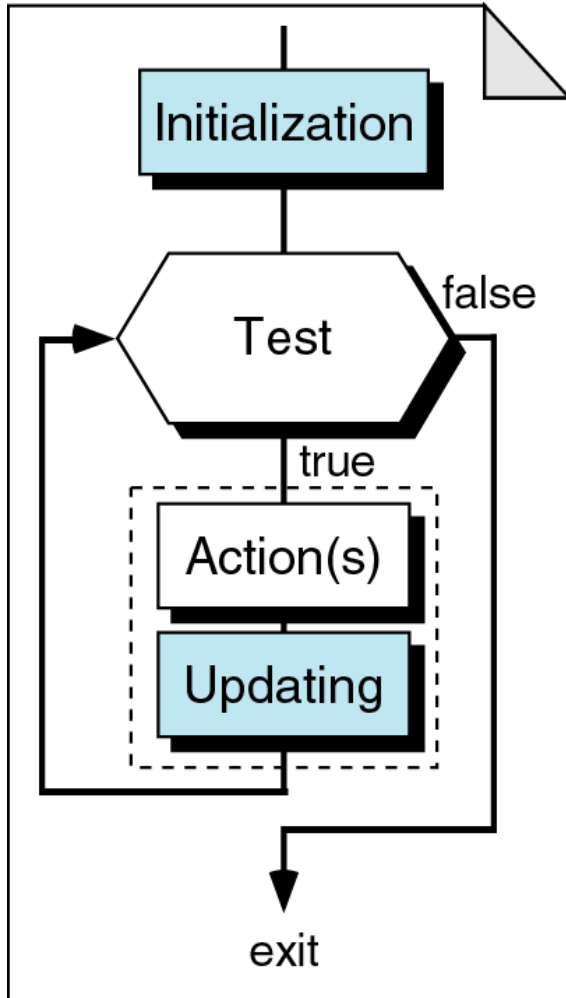 Initialization
Test
false
true
Action(s)
Updating
exit